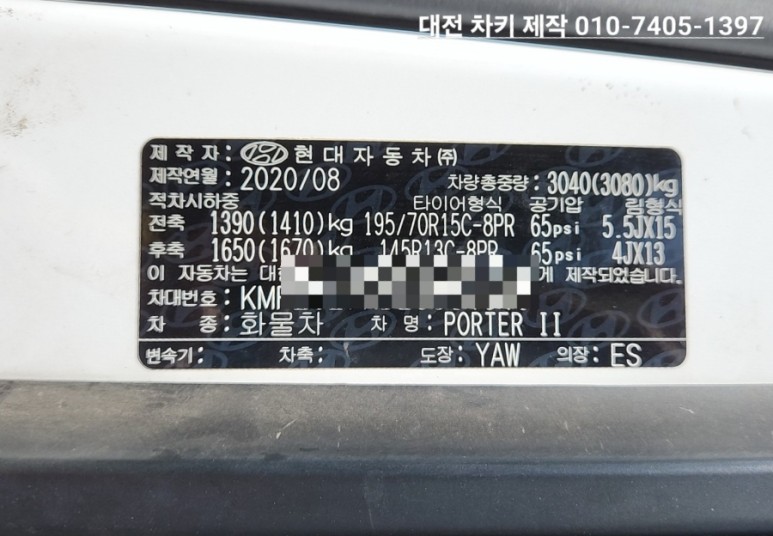 대전 차키 제작 010-7405-1397
제작자: 현대자동차㈜
제작연월: 2020/08 차량총중량: 3040(3080)kg
적차시하중 타이어형식 공기압 림형식
전축 1390(1410)kg 195/70R15C-8PR 65psi 5.5JX15
후축 1650(1670)kg 145R13C-8PR 65psi 4JX13
이 자동차는 게 제작되었습니다.
차대번호:
차 종: 화물차 차 명: PORTER II
변속기: 차축: 도장: YAW 의장: ES